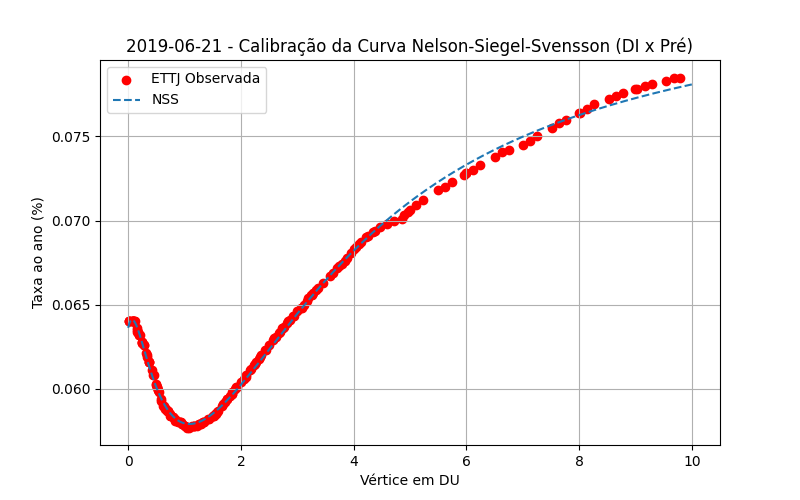 2019-06-21 - Calibração da Curva Nelson-Siegel-Svensson (DI x Pré)
ETTJ Observada
NSS
Taxa ao ano (%)
0.075
0.070
0.065
0.060
0 2 4 6 8 10
Vértice em DU